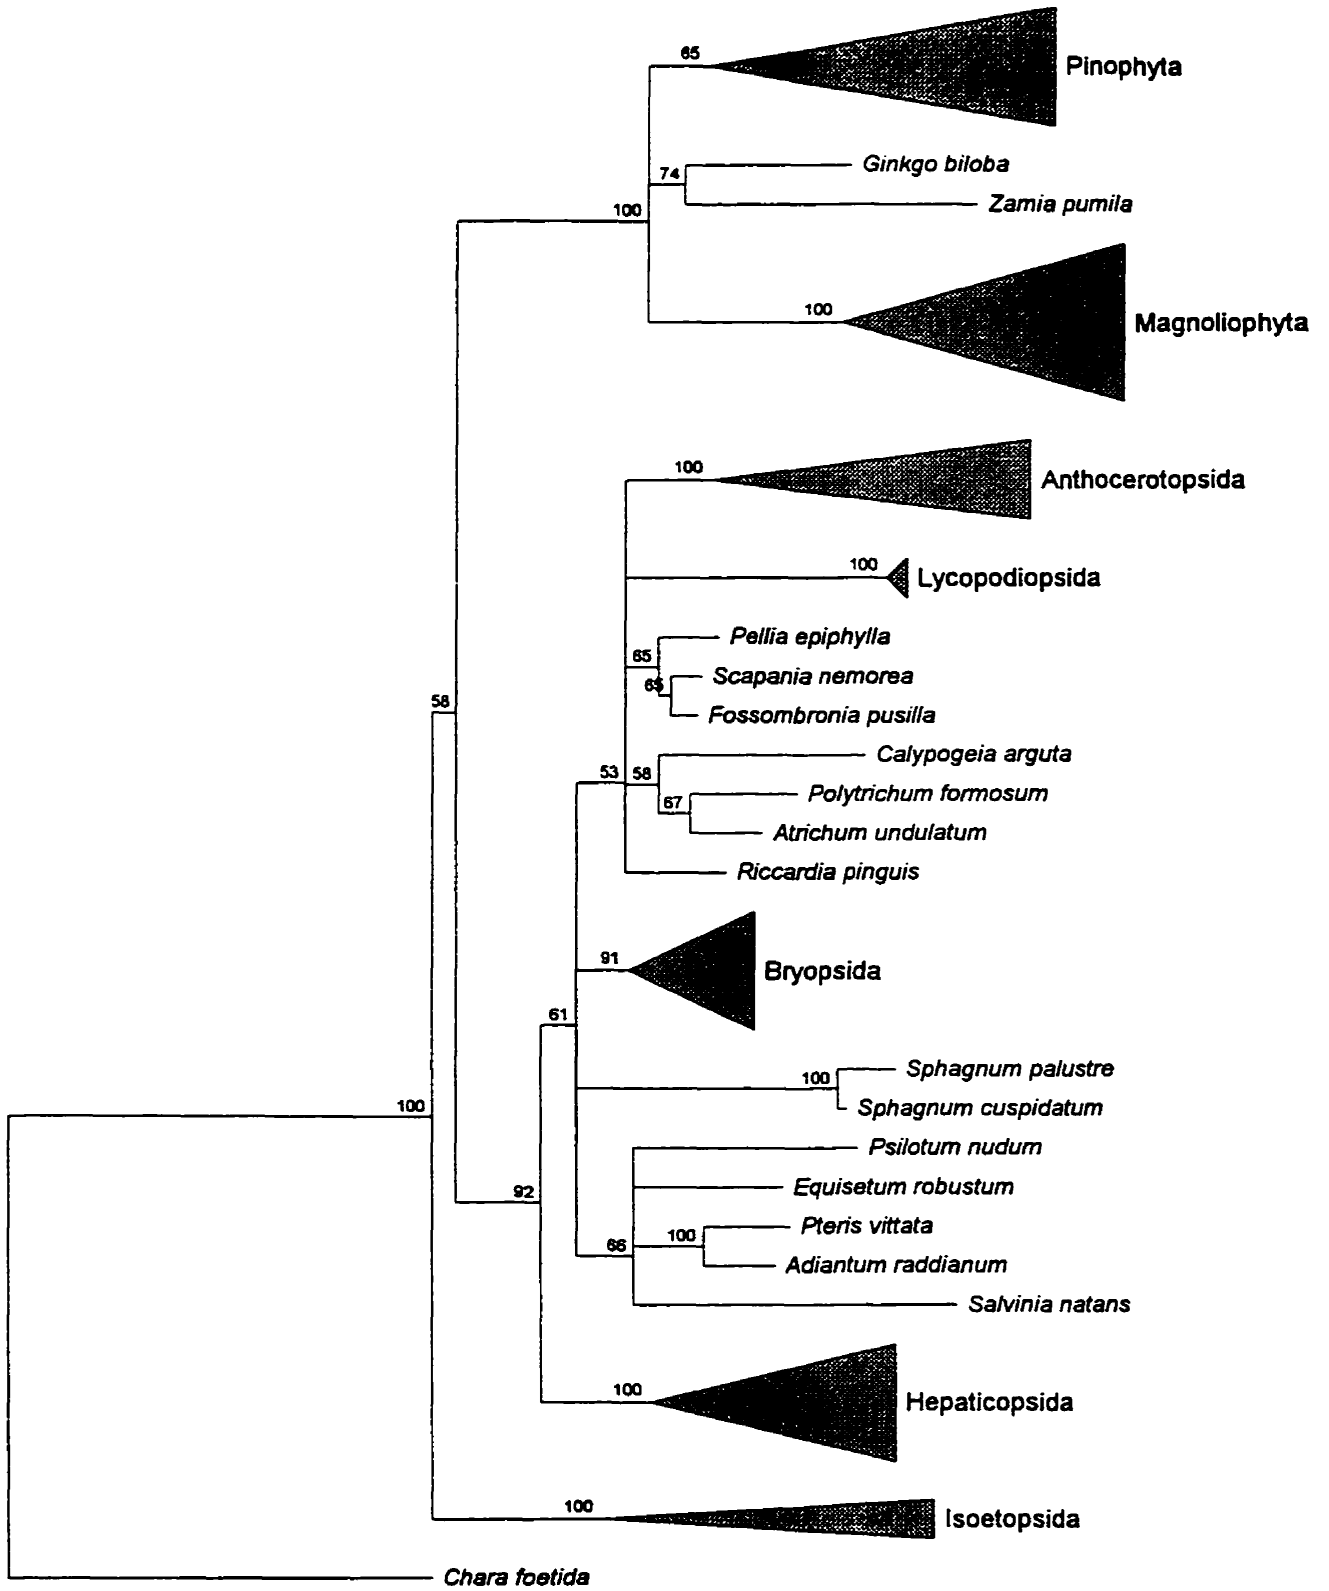 65
Pinophyta
Ginkgo biloba
74
Zamia pumila
100
100
Magnoliophyta
100
Anthocerotopsida
100
Lycopodiopsida
Pellia epiphylla
65
Scapania nemorea
65
Fossombronia pusilla
58
Calypogeia arguta
53
58
Polytrichum formosum
67
Atrichum undulatum
Riccardia pinguis
91
Bryopsida
61
Sphagnum palustre
100
Sphagnum cuspidatum
100
Psilotum nudum
92
Equisetum robustum
Pteris vittata
100
66
Adiantum raddianum
Salvinia natans
100
Hepaticopsida
100
Isoetopsida
Chara foetida